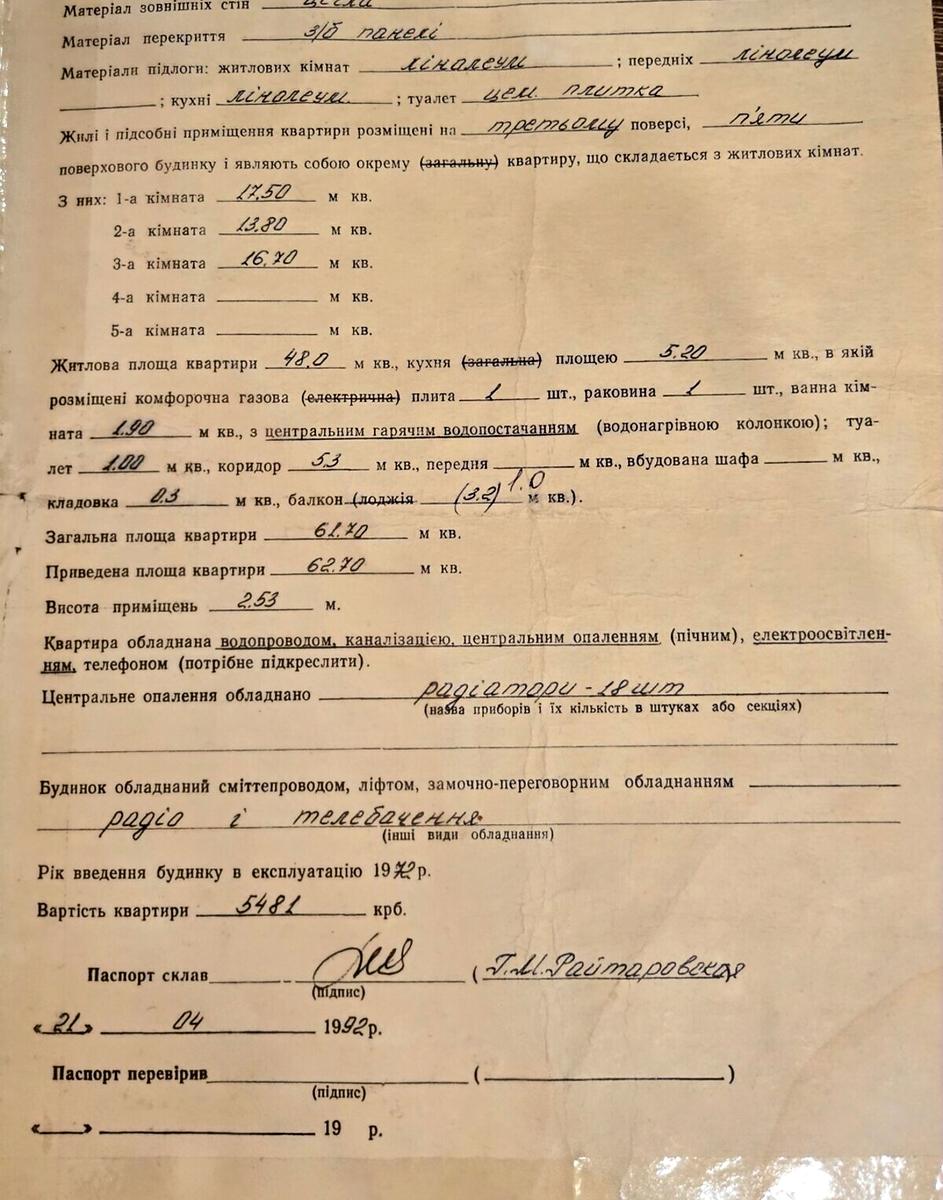 Матеріал зовнішніх стін цегла
Матеріал перекриття з/б панелі
Матеріали підлоги: житлових кімнат лінолеум ; передніх лінолеум
; кухні лінолеум ; туалет цем. плитка
Жилі і підсобні приміщення квартири розміщені на третьому поверсі, п'яти
поверхового будинку і являють собою окрему (загальну) квартиру, що складається з житлових кімнат.
З них: 1-а кімната 17.50 м кв.
2-а кімната 13.80 м кв.
3-а кімната 16.70 м кв.
4-а кімната м кв.
5-а кімната м кв.
Житлова площа квартири 48.0 м кв., кухня (загальна) площею 5.20 м кв., в якій
розміщені комфорочна газова (електрична) плита 1 шт., раковина 1 шт., ванна кім-
ната 1.90 м кв., з центральним гарячим водопостачанням (водонагрівною колонкою); туа-
лет 1.00 м кв., коридор 5.3 м кв., передня м кв., вбудована шафа м кв.,
кладовка 0.3 м кв., балкон (лоджія (3.2) 1.0 м кв.).
Загальна площа квартири 61.70 м кв.
Приведена площа квартири 62.70 м кв.
Висота приміщень 2.53 м.
Квартира обладнана водопроводом, каналізацією, центральним опаленням (пічним), електроосвітлен-
ням, телефоном (потрібне підкреслити).
Центральне опалення обладнано радіатори - 18 шт
(назва приборів і їх кількість в штуках або секціях)
Будинок обладнаний сміттепроводом, ліфтом, замочно-переговорним обладнанням
радіо і телебачення
(інші види обладнання)
Рік введення будинку в експлуатацію 1972 р.
Вартість квартири 5481 крб.
Паспорт склав ( Г.М. Райтаровская
(підпис)
« 21 » 04 1992 р.
Паспорт перевірив ( )
(підпис)
« » 19 р.